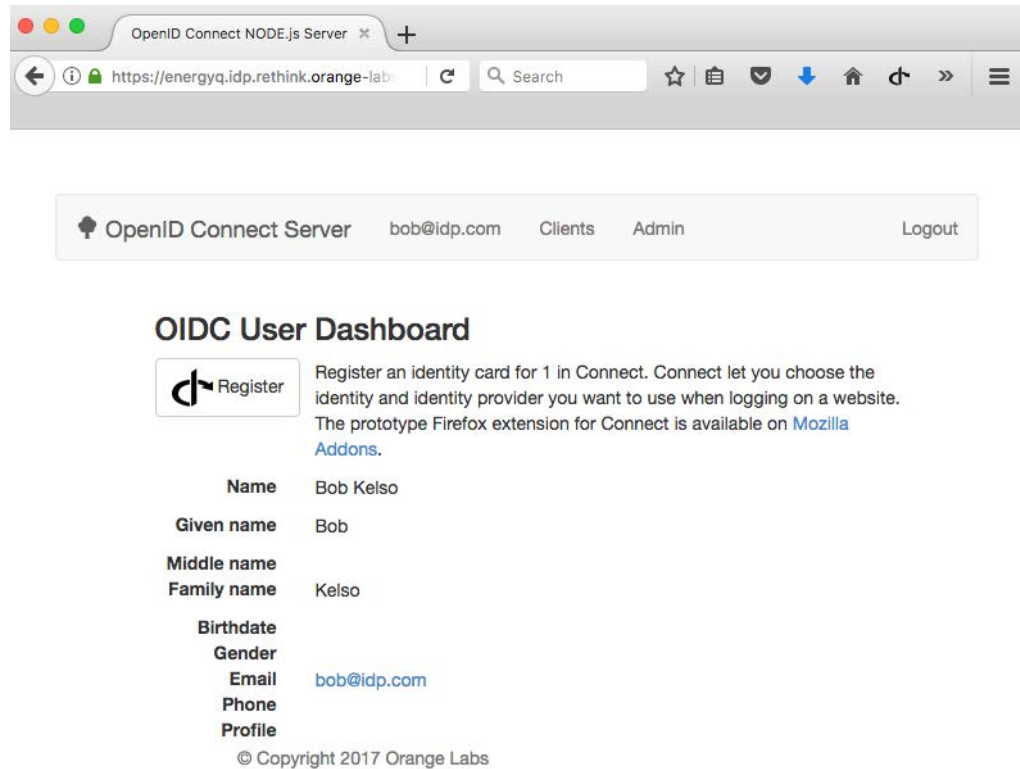 OpenID Connect NODE.js Server
https://energyq.idp.rethink.orange-labs
Search
OpenID Connect Server bob@idp.com Clients Admin Logout
OIDC User Dashboard
Register
Register an identity card for 1 in Connect. Connect let you choose the
identity and identity provider you want to use when logging on a website.
The prototype Firefox extension for Connect is available on Mozilla
Addons.
Name Bob Kelso
Given name Bob
Middle name
Family name Kelso
Birthdate
Gender
Email bob@idp.com
Phone
Profile
© Copyright 2017 Orange Labs